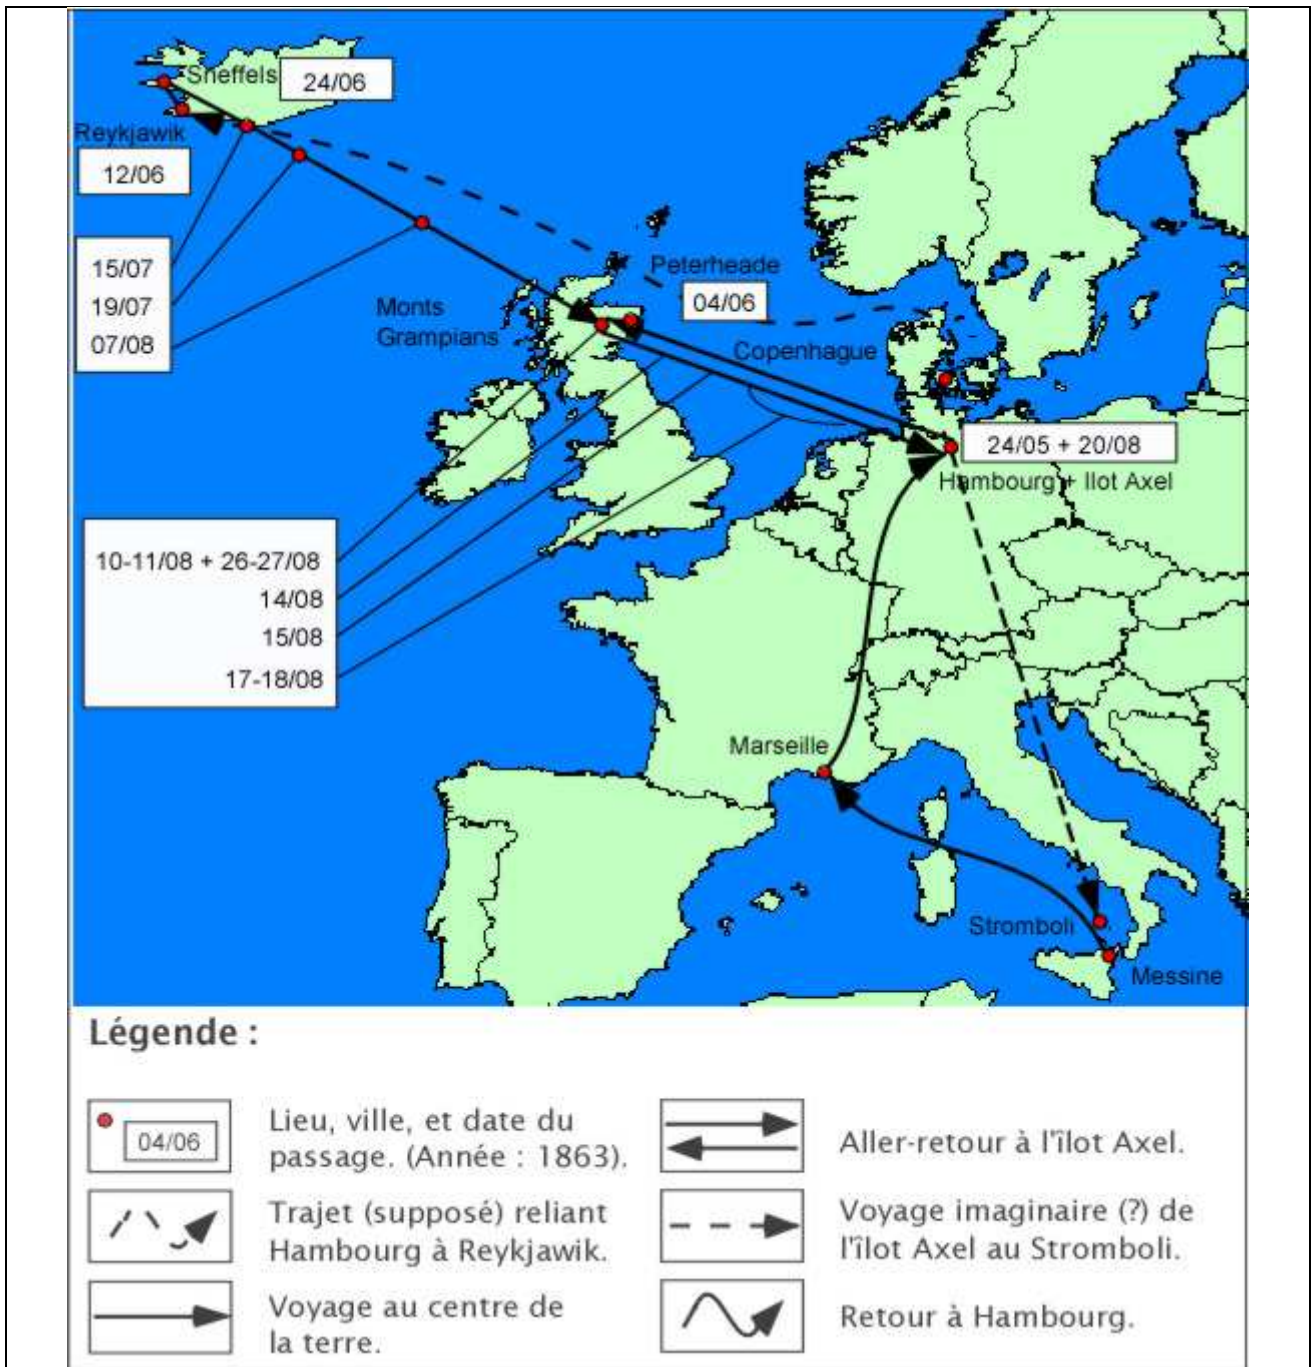 Sneffels
24/06
Reykjawik
12/06
15/07
19/07
07/08
Peterheade
04/06
Monts
Grampians
Copenhague
24/05 + 20/08
Hambourg + Ilot Axel
10-11/08 + 26-27/08
14/08
15/08
17-18/08
Marseille
Stromboli
Messine
Légende :
04/06
Lieu, ville, et date du
passage. (Année : 1863).
Trajet (supposé) reliant
Hambourg à Reykjawik.
Voyage au centre de
la terre.
Aller-retour à l'îlot Axel.
Voyage imaginaire (?) de
l'îlot Axel au Stromboli.
Retour à Hambourg.